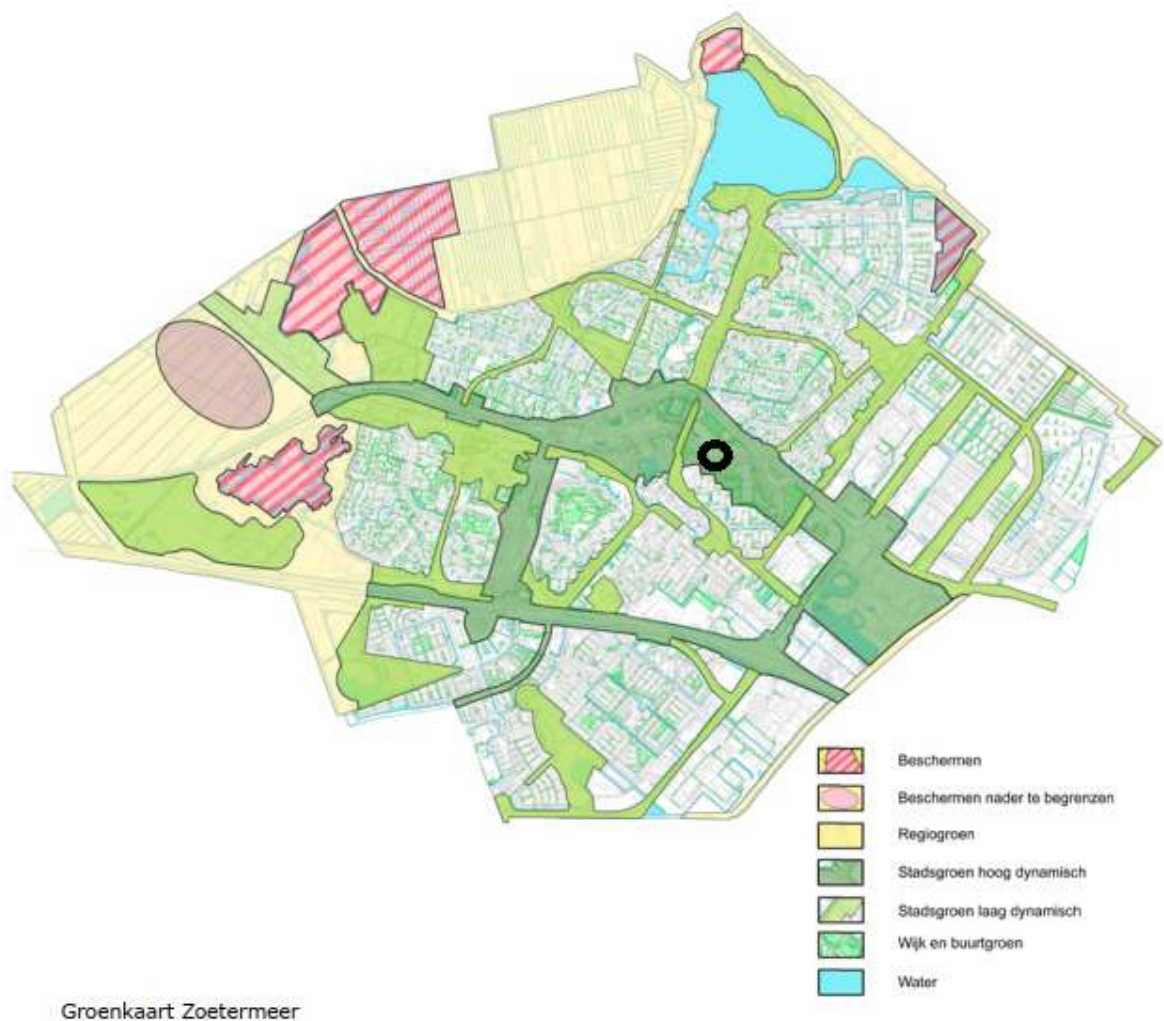 Beschermen
Beschermen nader te begrenzen
Regiogroen
Stadsgroen hoog dynamisch
Stadsgroen laag dynamisch
Wijk en buurtgroen
Water
Groenkaart Zoetermeer